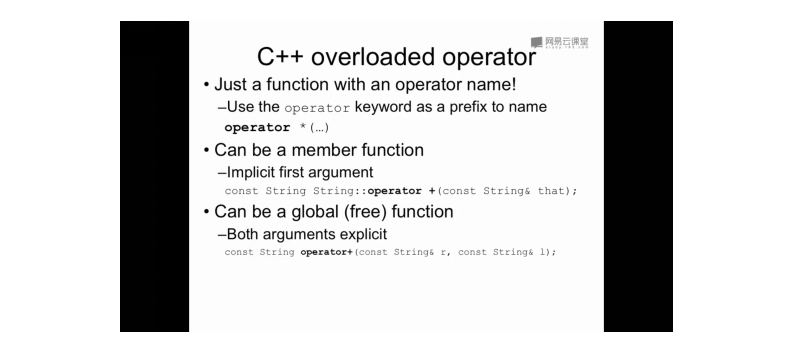 网易云课堂
C++ overloaded operator
• Just a function with an operator name!
–Use the operator keyword as a prefix to name
operator *(…)
• Can be a member function
–Implicit first argument
const String String::operator +(const String& that);
• Can be a global (free) function
–Both arguments explicit
const String operator+(const String& r, const String& l);